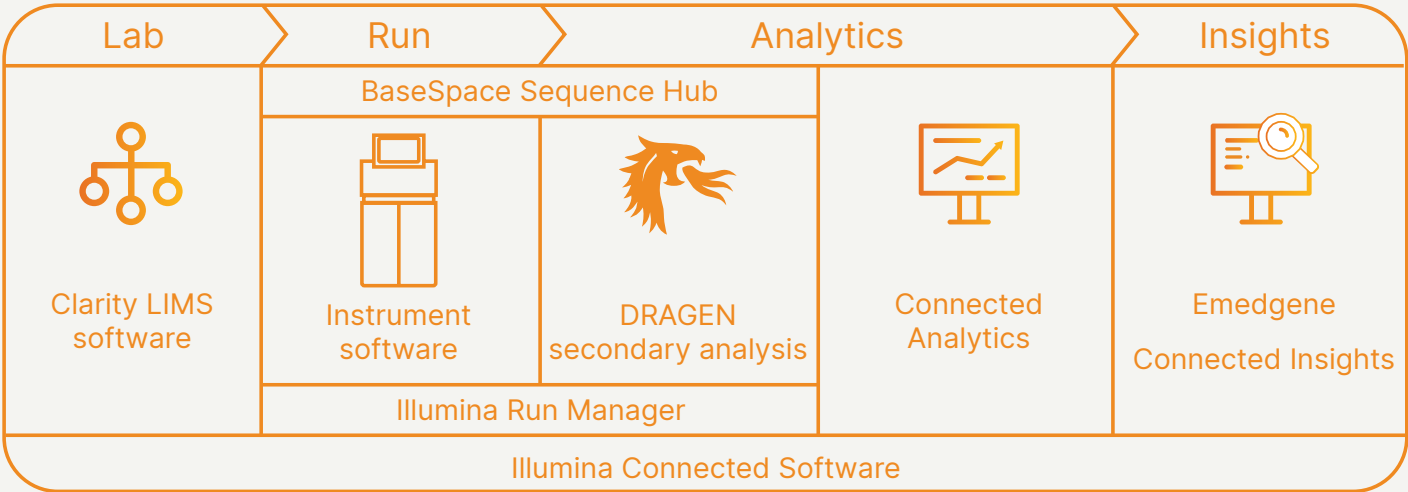 Lab
Run
Analytics
Insights
BaseSpace Sequence Hub
Clarity LIMS
software
Instrument
software
DRAGEN
secondary analysis
Connected
Analytics
Emedgene
Connected Insights
Illumina Run Manager
Illumina Connected Software